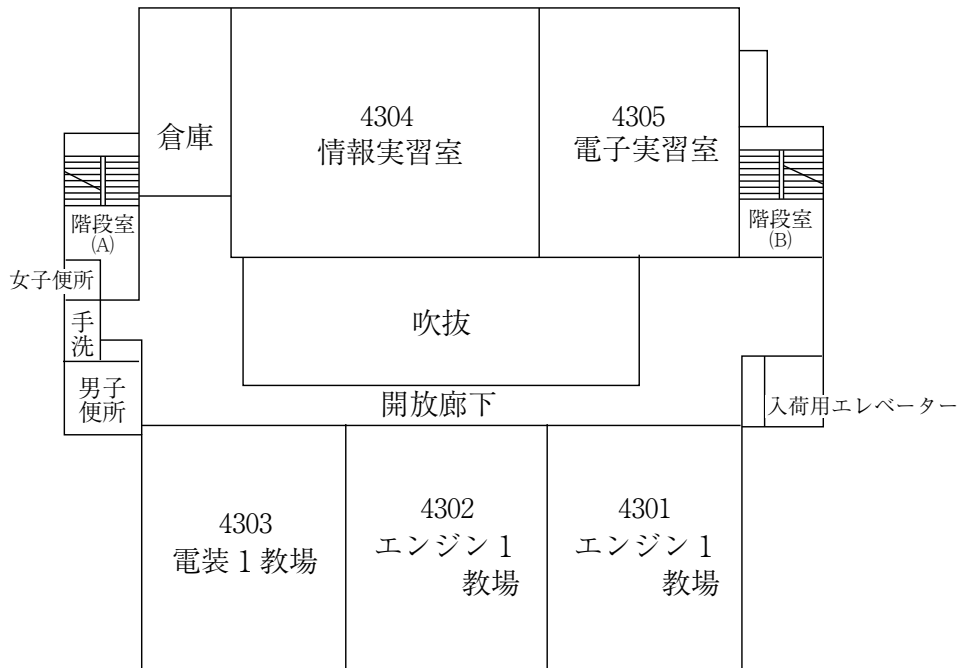 倉庫
4304
情報実習室
4305
電子実習室
階段室
(A)
階段室
(B)
女子便所
手
洗
吹抜
男子
便所
開放廊下
入荷用エレベーター
4303
電装1教場
4302
エンジン1
教場
4301
エンジン1
教場